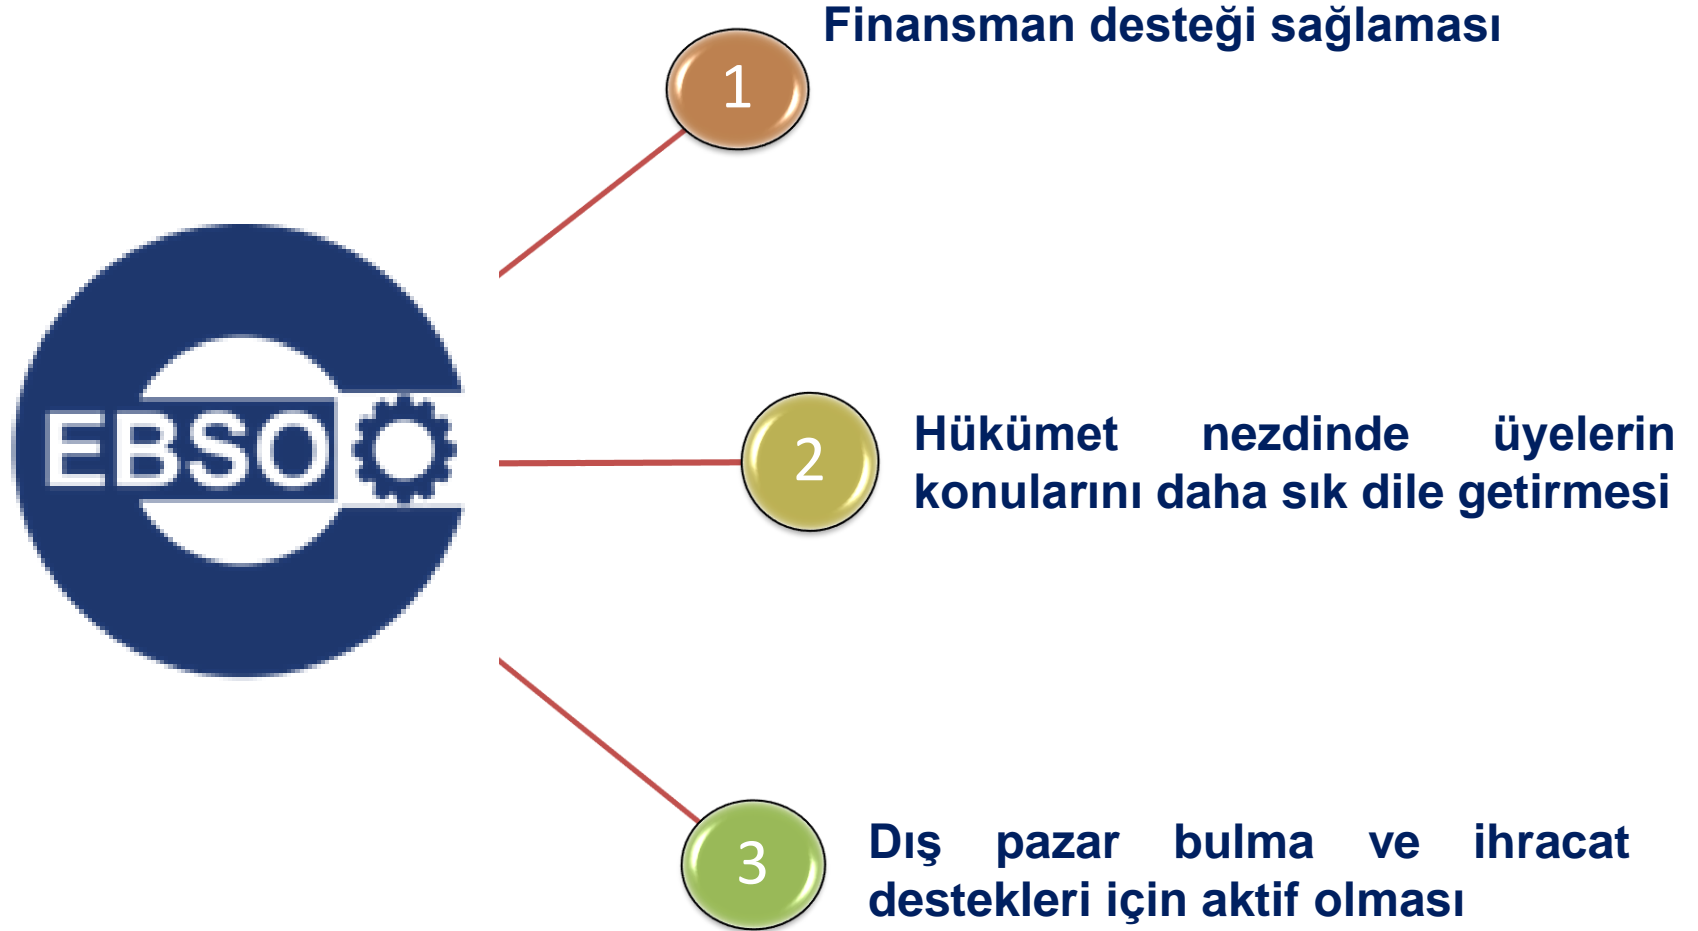 Finansman desteği sağlaması
1
EBSO
2
Hükümet nezdinde üyelerin
konularını daha sık dile getirmesi
3
Dış pazar bulma ve ihracat
destekleri için aktif olması